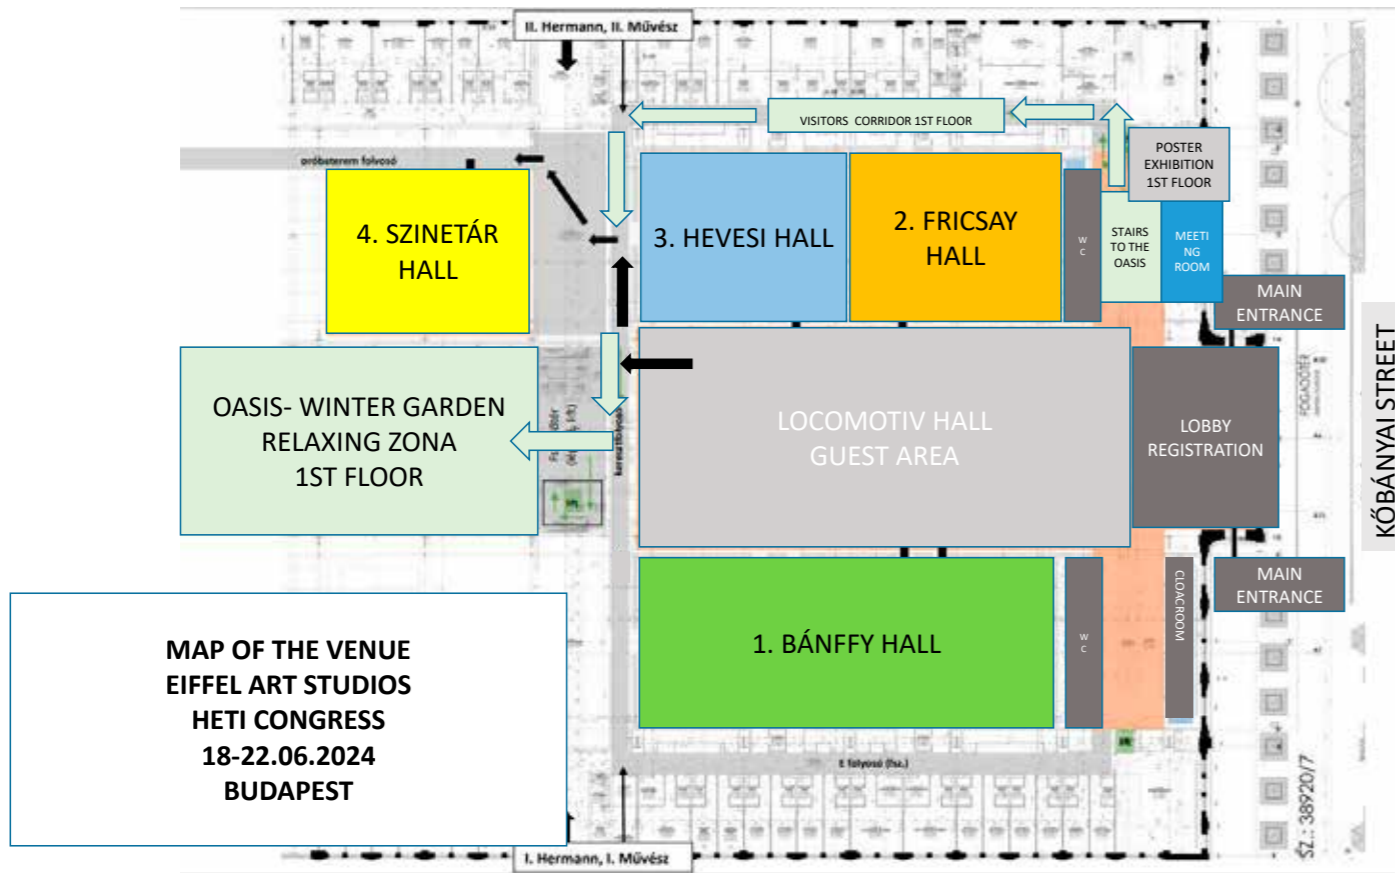 II. Hermann, II. Művész
VISITORS CORRIDOR 1ST FLOOR
POSTER
EXHIBITION
1ST FLOOR
próbaterem folyosó
4. SZINETÁR
HALL
3. HEVESI HALL
2. FRICSAY
HALL
W
C
STAIRS
TO THE
OASIS
MEETI
NG
ROOM
MAIN
ENTRANCE
KŐBÁNYAI STREET
OASIS- WINTER GARDEN
RELAXING ZONA
1ST FLOOR
keresztfolyosó
LOCOMOTIV HALL
GUEST AREA
LOBBY
REGISTRATION
FOGADÓTÉR
1. BÁNFFY HALL
W
C
CLOACROOM
MAIN
ENTRANCE
MAP OF THE VENUE
EIFFEL ART STUDIOS
HETI CONGRESS
18-22.06.2024
BUDAPEST
E folyosó (fsz.)
SZ.: 38920/7
I. Hermann, I. Művész